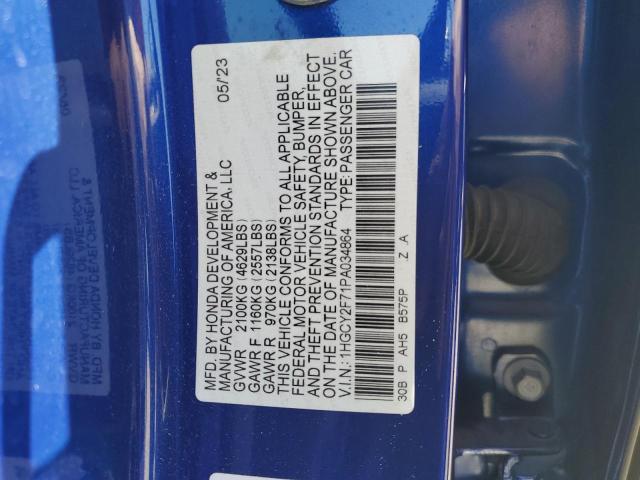 MFD. BY HONDA DEVELOPMENT & 05/'23
MANUFACTURING OF AMERICA, LLC
GVWR 2100KG(4629LBS)
GAWR F 1160KG(2557LBS)
GAWR R 970KG(2138LBS)
THIS VEHICLE CONFORMS TO ALL APPLICABLE
FEDERAL MOTOR VEHICLE SAFETY, BUMPER,
AND THEFT PREVENTION STANDARDS IN EFFECT
ON THE DATE OF MANUFACTURE SHOWN ABOVE.
V.I.N.:1HGCY2F71PA034864 TYPE:PASSENGER CAR
30B P AH5 B575P Z .A